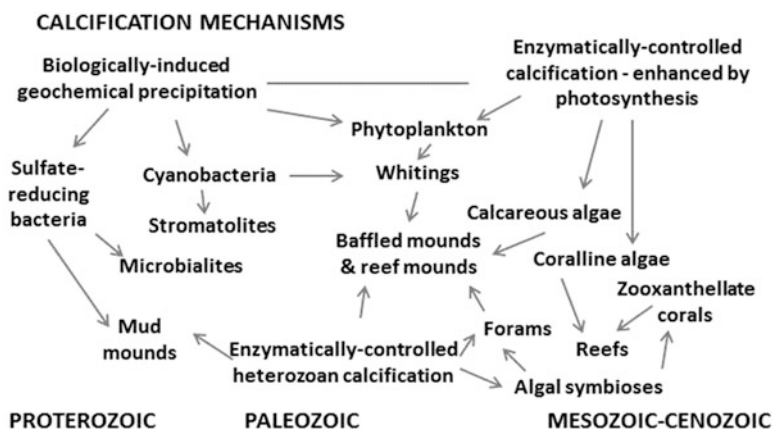 CALCIFICATION MECHANISMS
Biologically-induced
geochemical precipitation
Enzymatically-controlled
calcification - enhanced by
photosynthesis
Phytoplankton
Sulfate-
reducing
bacteria
Cyanobacteria
Whitings
Stromatolites
Calcareous algae
Microbialites
Baffled mounds
& reef mounds
Coralline algae
Zooxanthellate
corals
Mud
mounds
Enzymatically-controlled
heterozoan calcification
Forams
Reefs
Algal symbioses
PROTEROZOIC
PALEOZOIC
MESOZOIC-CENOZOIC